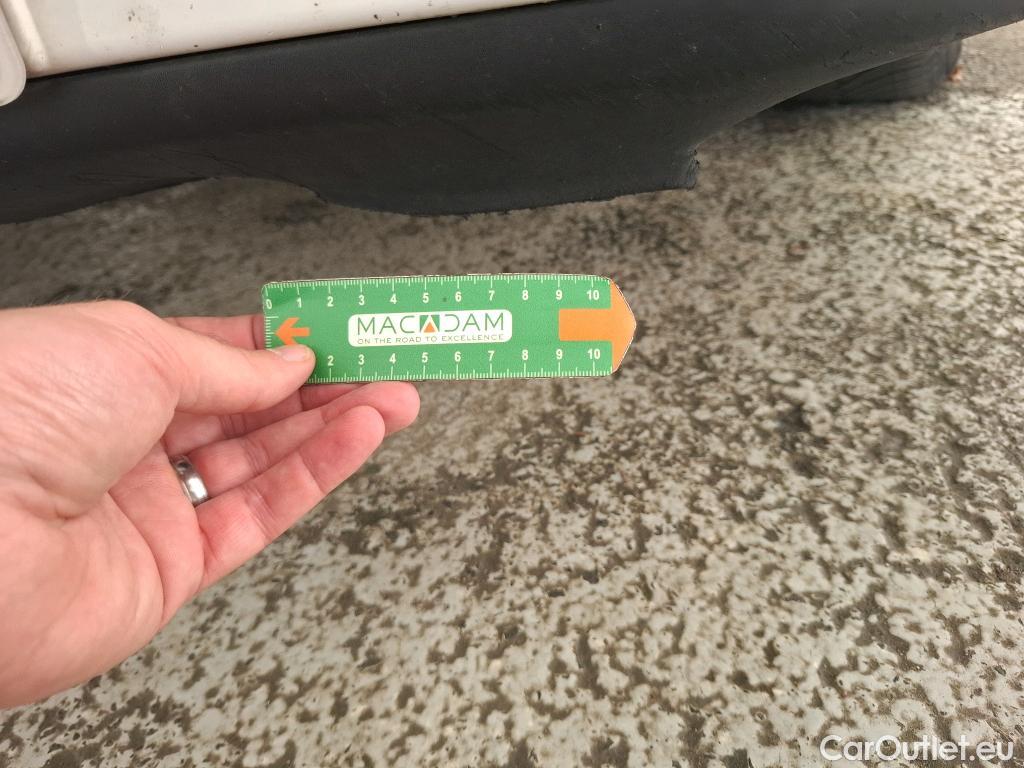 0 1 2 3 4 5 6 7 8 9 10
MACADAM
ON THE ROAD TO EXCELLENCE
2 3 4 5 6 7 8 9 10
CarOutlet.eu